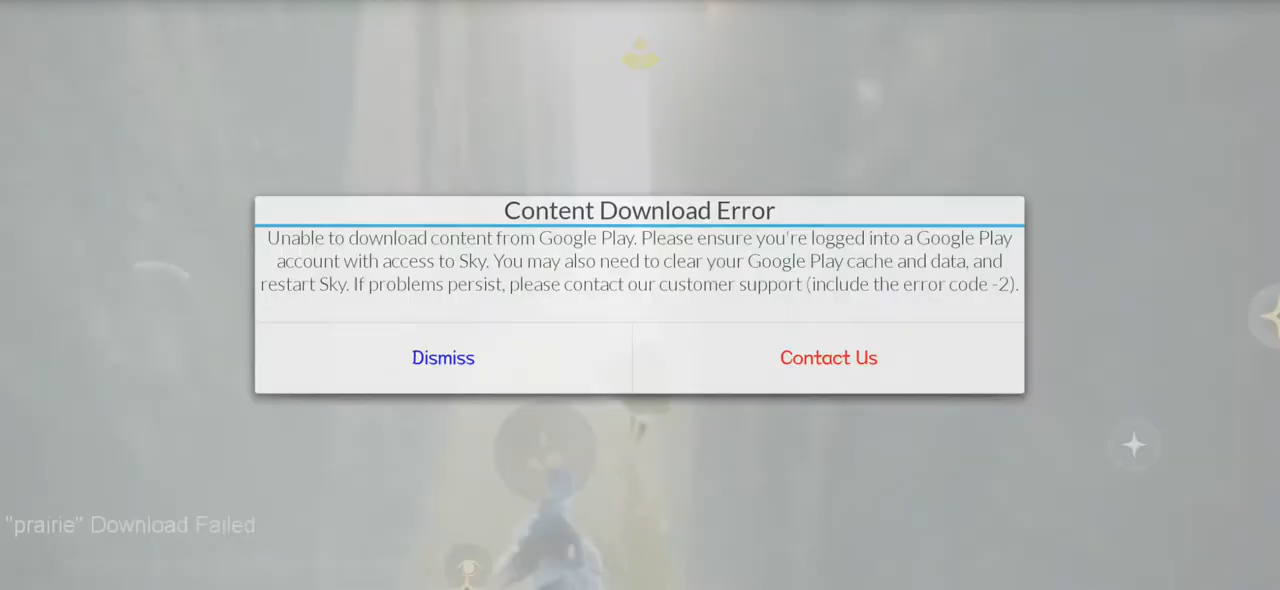 Content Download Error
Unable to download content from Google Play. Please ensure you're logged into a Google Play
account with access to Sky. You may also need to clear your Google Play cache and data, and
restart Sky. If problems persist, please contact our customer support (include the error code -2).
Dismiss
Contact Us
"prairie" Download Failed